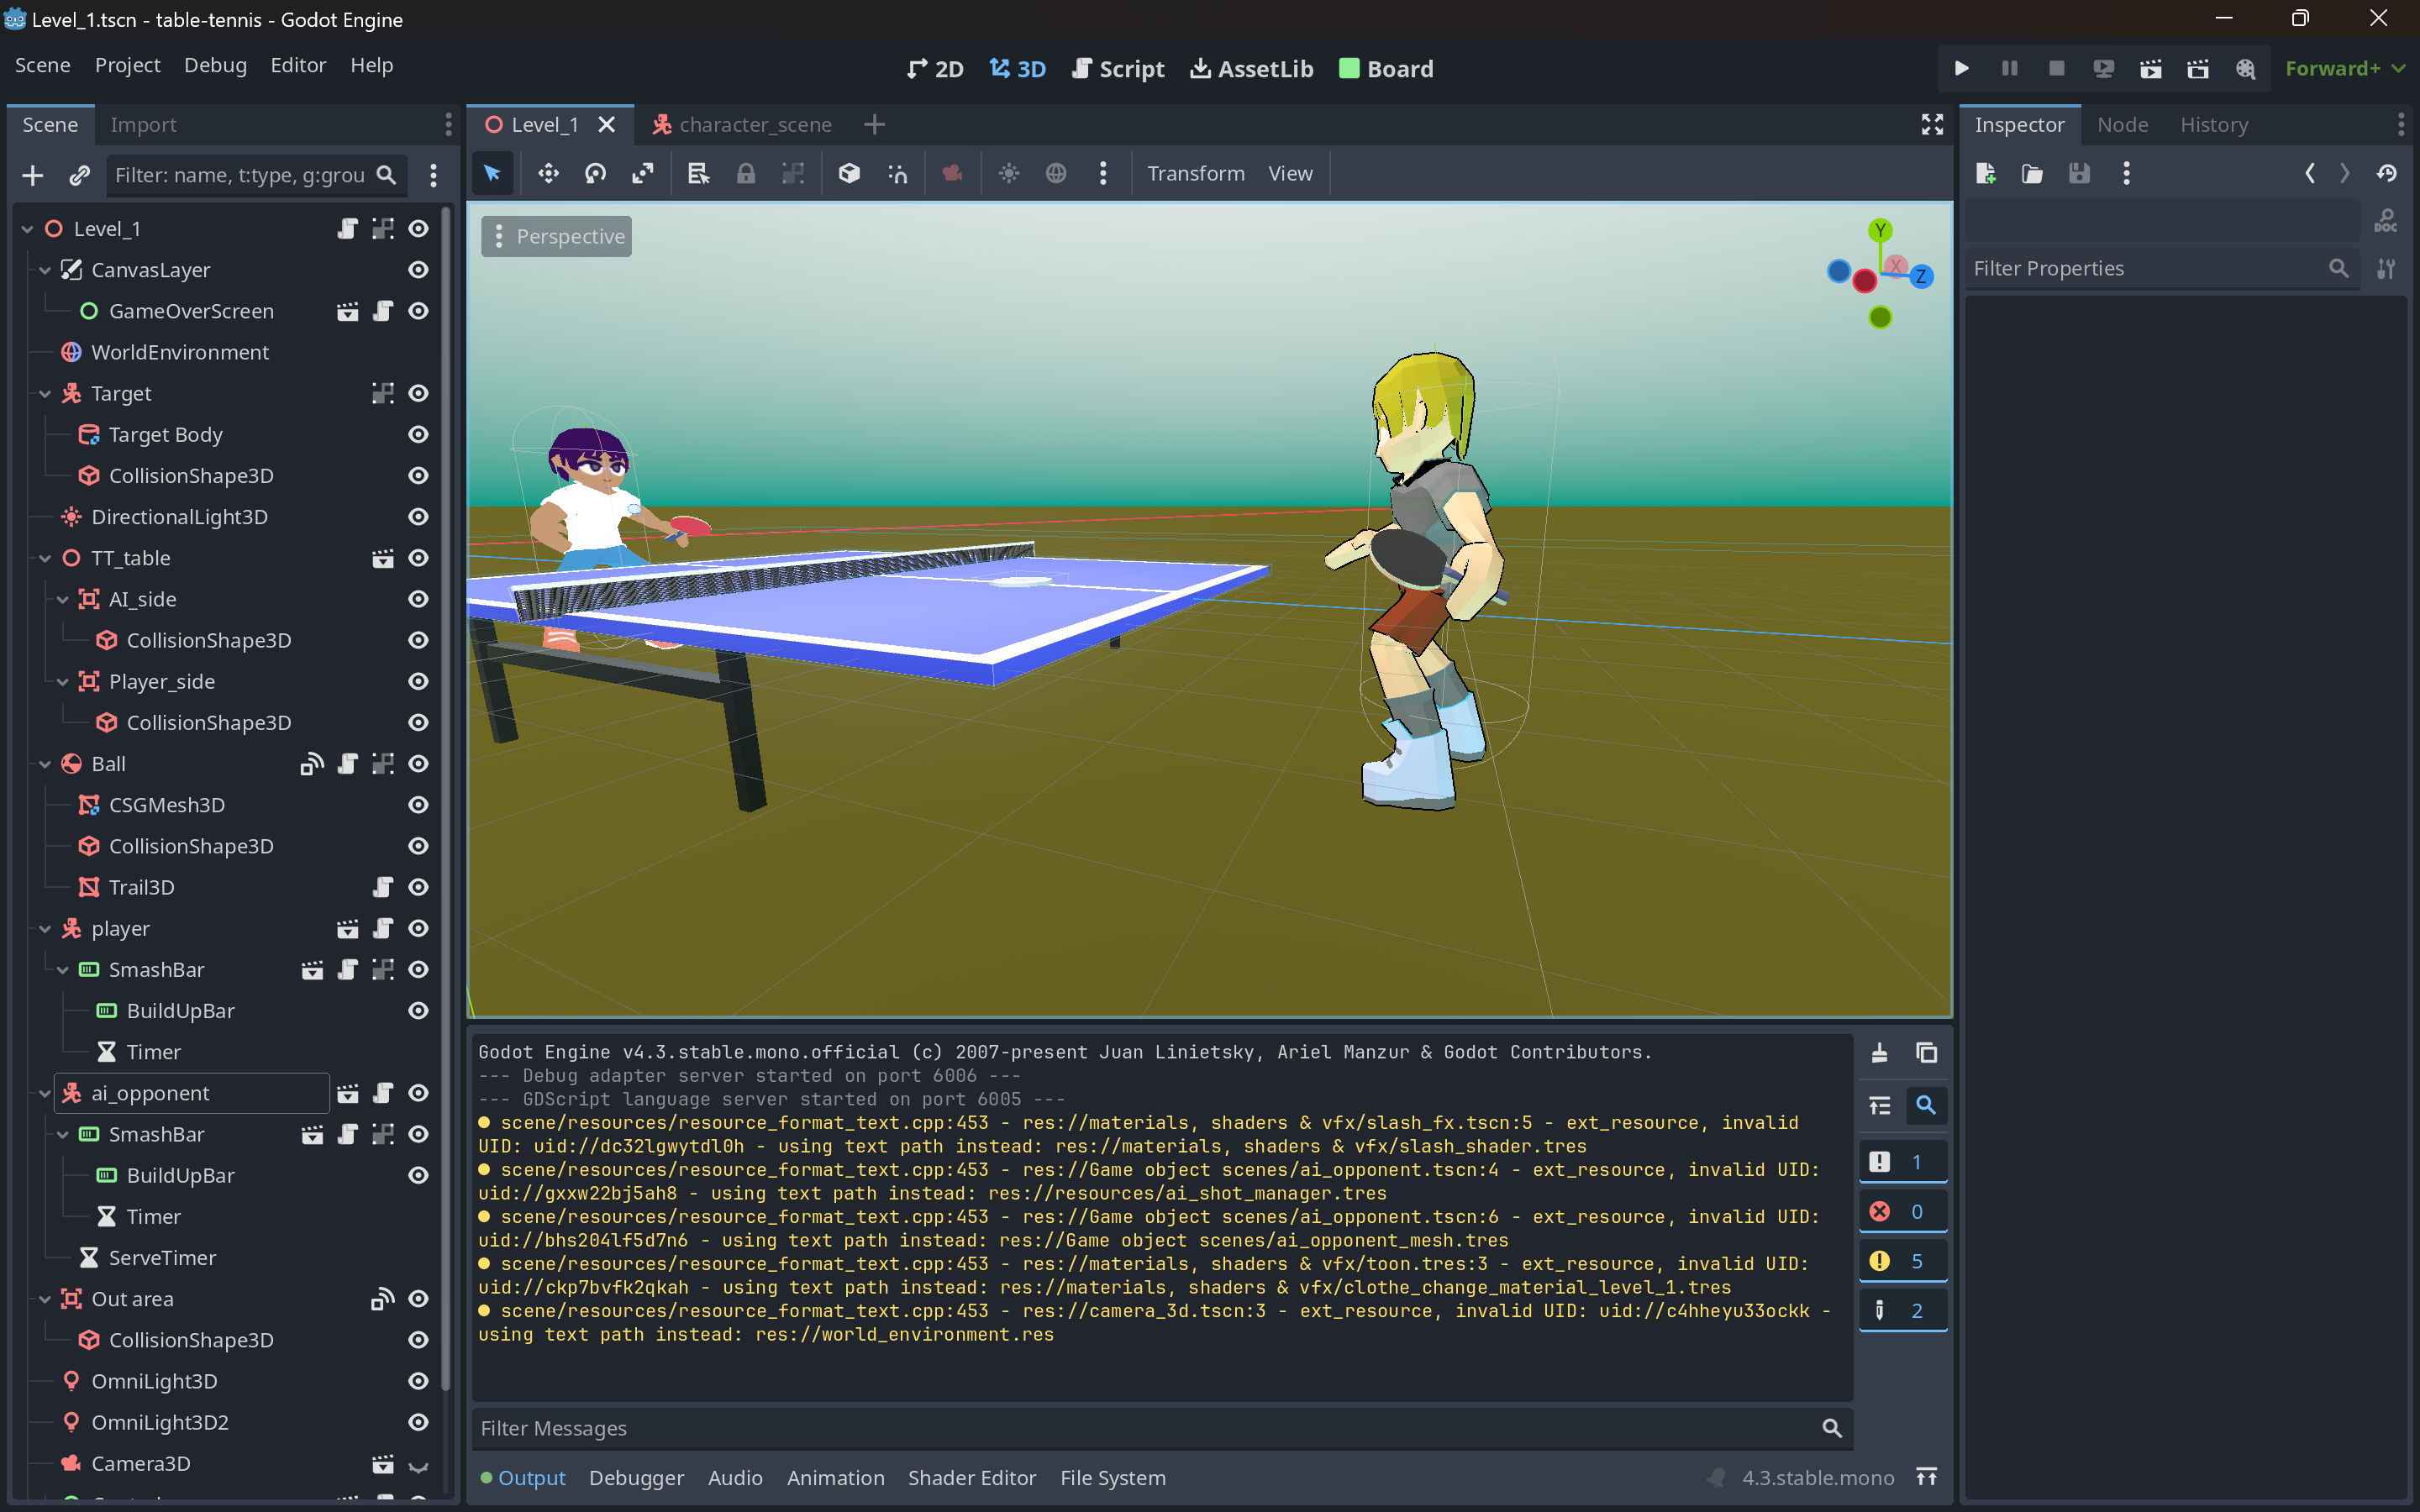 Level_1.tscn - table-tennis - Godot Engine
Scene Project Debug Editor Help
2D 3D Script AssetLib Board
Forward+
Scene Import
Level_1 character_scene
Inspector Node History
Filter: name, t:type, g:grou
Transform View
Filter Properties
Perspective
Y
X
Z
DOC
Level_1
CanvasLayer
GameOverScreen
WorldEnvironment
Target
Target Body
CollisionShape3D
DirectionalLight3D
TT_table
AI_side
CollisionShape3D
Player_side
CollisionShape3D
Ball
CSGMesh3D
CollisionShape3D
Trail3D
player
SmashBar
BuildUpBar
Timer
ai_opponent
SmashBar
BuildUpBar
Timer
ServeTimer
Out area
CollisionShape3D
OmniLight3D
OmniLight3D2
Camera3D
Godot Engine v4.3.stable.mono.official (c) 2007-present Juan Linietsky, Ariel Manzur & Godot Contributors.
--- Debug adapter server started on port 6006 ---
--- GDScript language server started on port 6005 ---
scene/resources/resource_format_text.cpp:453 - res://materials, shaders & vfx/slash_fx.tscn:5 - ext_resource, invalid
UID: uid://dc32lgwytdl0h - using text path instead: res://materials, shaders & vfx/slash_shader.tres
scene/resources/resource_format_text.cpp:453 - res://Game object scenes/ai_opponent.tscn:4 - ext_resource, invalid UID:
uid://gxxw22bj5ah8 - using text path instead: res://resources/ai_shot_manager.tres
scene/resources/resource_format_text.cpp:453 - res://Game object scenes/ai_opponent.tscn:6 - ext_resource, invalid UID:
uid://bhs204lf5d7n6 - using text path instead: res://Game object scenes/ai_opponent_mesh.tres
scene/resources/resource_format_text.cpp:453 - res://materials, shaders & vfx/toon.tres:3 - ext_resource, invalid UID:
uid://ckp7bvfk2qkah - using text path instead: res://materials, shaders & vfx/clothe_change_material_level_1.tres
scene/resources/resource_format_text.cpp:453 - res://camera_3d.tscn:3 - ext_resource, invalid UID: uid://c4hheyu33ockk -
using text path instead: res://world_environment.res
1
0
5
2
Filter Messages
Output Debugger Audio Animation Shader Editor File System
4.3.stable.mono